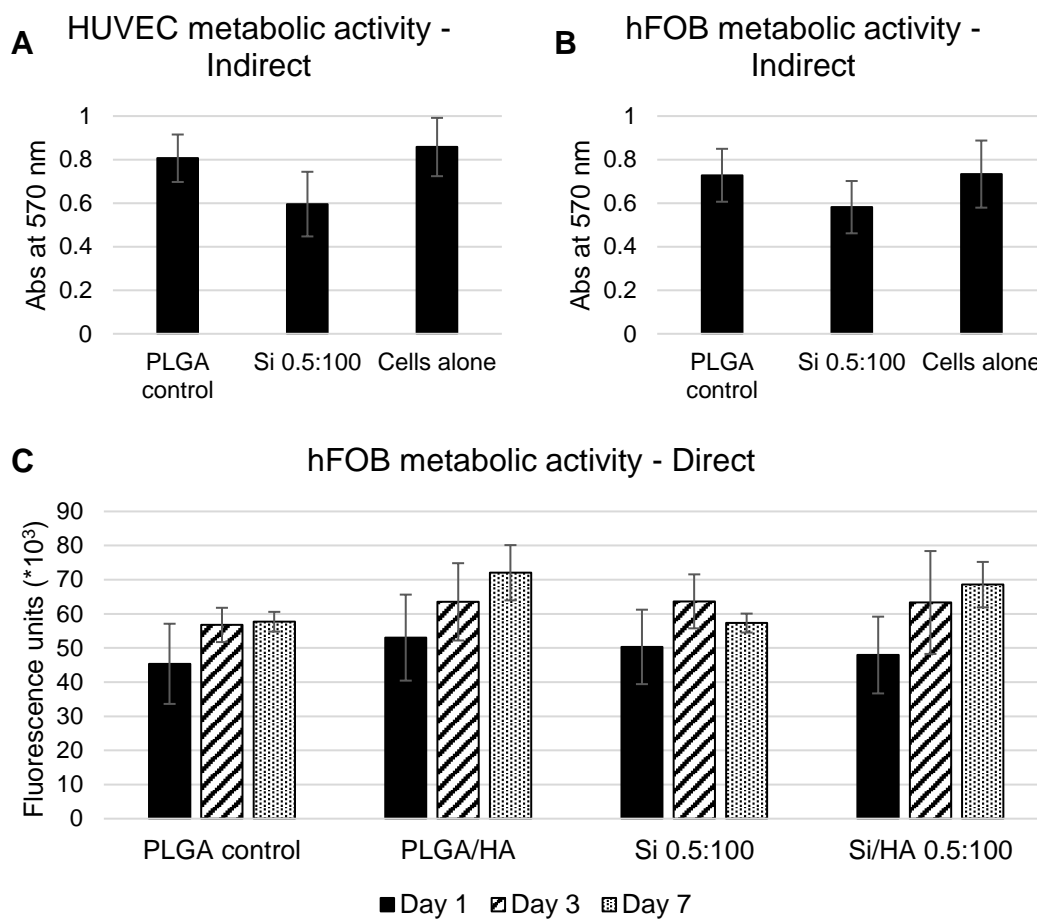 A
HUVEC metabolic activity -
Indirect
Abs at 570 nm
1
0.8
0.6
0.4
0.2
0
PLGA
control
Si 0.5:100
Cells alone
B
hFOB metabolic activity -
Indirect
Abs at 570 nm
1
0.8
0.6
0.4
0.2
0
PLGA
control
Si 0.5:100
Cells alone
C
hFOB metabolic activity - Direct
Fluorescence units (*10³)
90
80
70
60
50
40
30
20
10
0
PLGA control
PLGA/HA
Si 0.5:100
Si/HA 0.5:100
Day 1
Day 3
Day 7